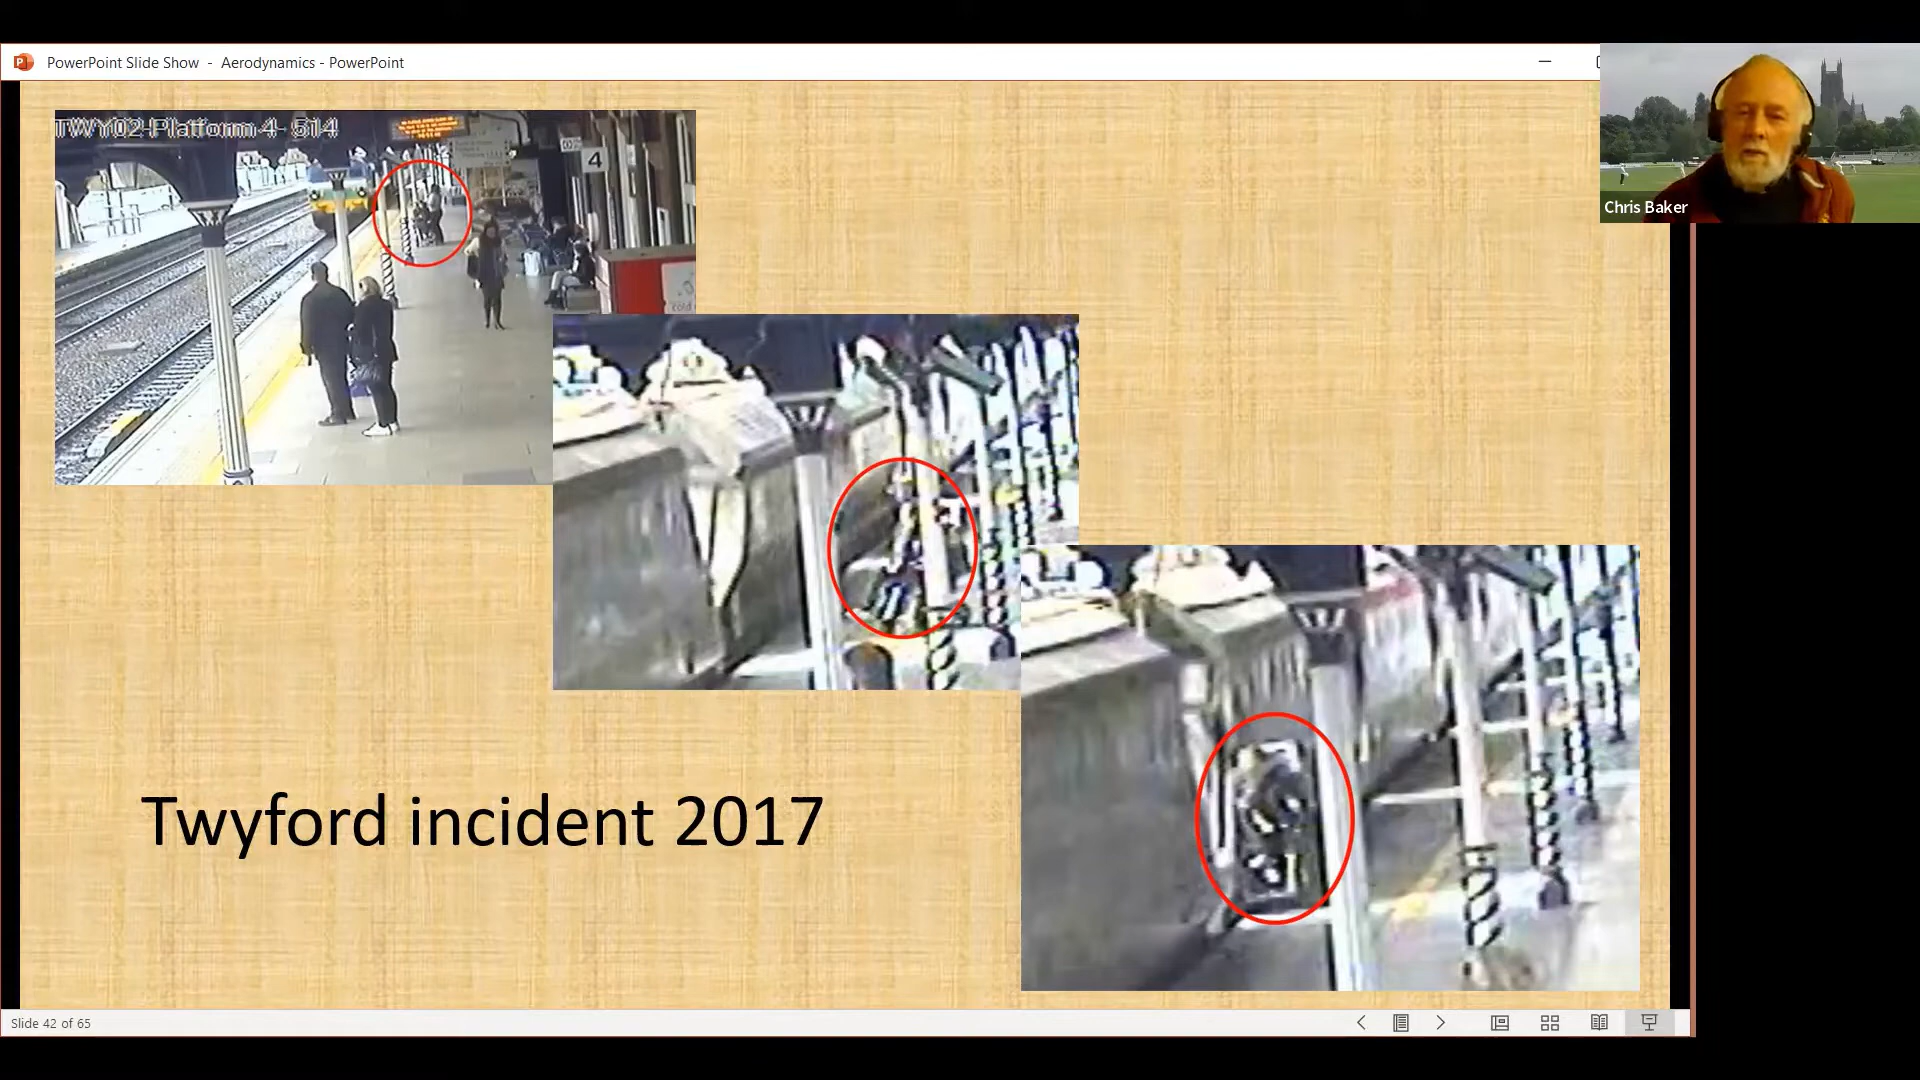 PowerPoint Slide Show - Aerodynamics - PowerPoint
TWY02-Platform 4- 514
4
Chris Baker
Twyford incident 2017
Slide 42 of 65